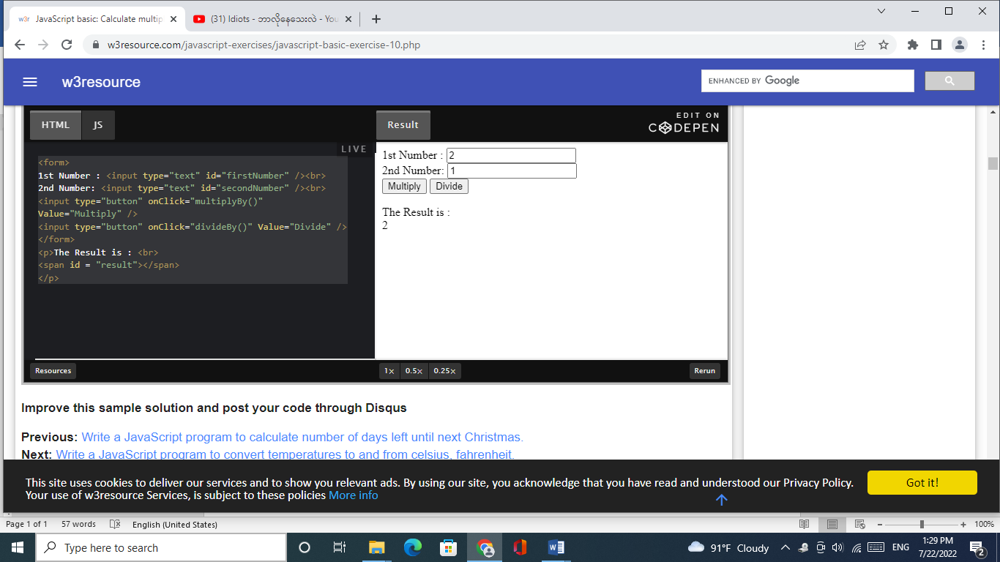 w3r JavaScript basic: Calculate multip
(31) Idiots - ဘာလိုနေသေးလဲ - You
w3resource.com/javascript-exercises/javascript-basic-exercise-10.php
w3resource
ENHANCED BY Google
HTML JS Result EDIT ON CODEPEN
LIVE
<form>
1st Number : <input type="text" id="firstNumber" /><br>
2nd Number: <input type="text" id="secondNumber" /><br>
<input type="button" onClick="multiplyBy()"
Value="Multiply" />
<input type="button" onClick="divideBy()" Value="Divide" />
</form>
<p>The Result is : <br>
<span id = "result"></span>
</p>
1st Number : 2
2nd Number: 1
Multiply Divide
The Result is :
2
Resources 1x 0.5x 0.25x Rerun
Improve this sample solution and post your code through Disqus
Previous: Write a JavaScript program to calculate number of days left until next Christmas.
Next: Write a JavaScript program to convert temperatures to and from celsius, fahrenheit.
This site uses cookies to deliver our services and to show you relevant ads. By using our site, you acknowledge that you have read and understood our Privacy Policy.
Your use of w3resource Services, is subject to these policies More info
Got it!
Page 1 of 1 57 words English (United States) 100%
Type here to search
91°F Cloudy ENG 1:29 PM
7/22/2022 2